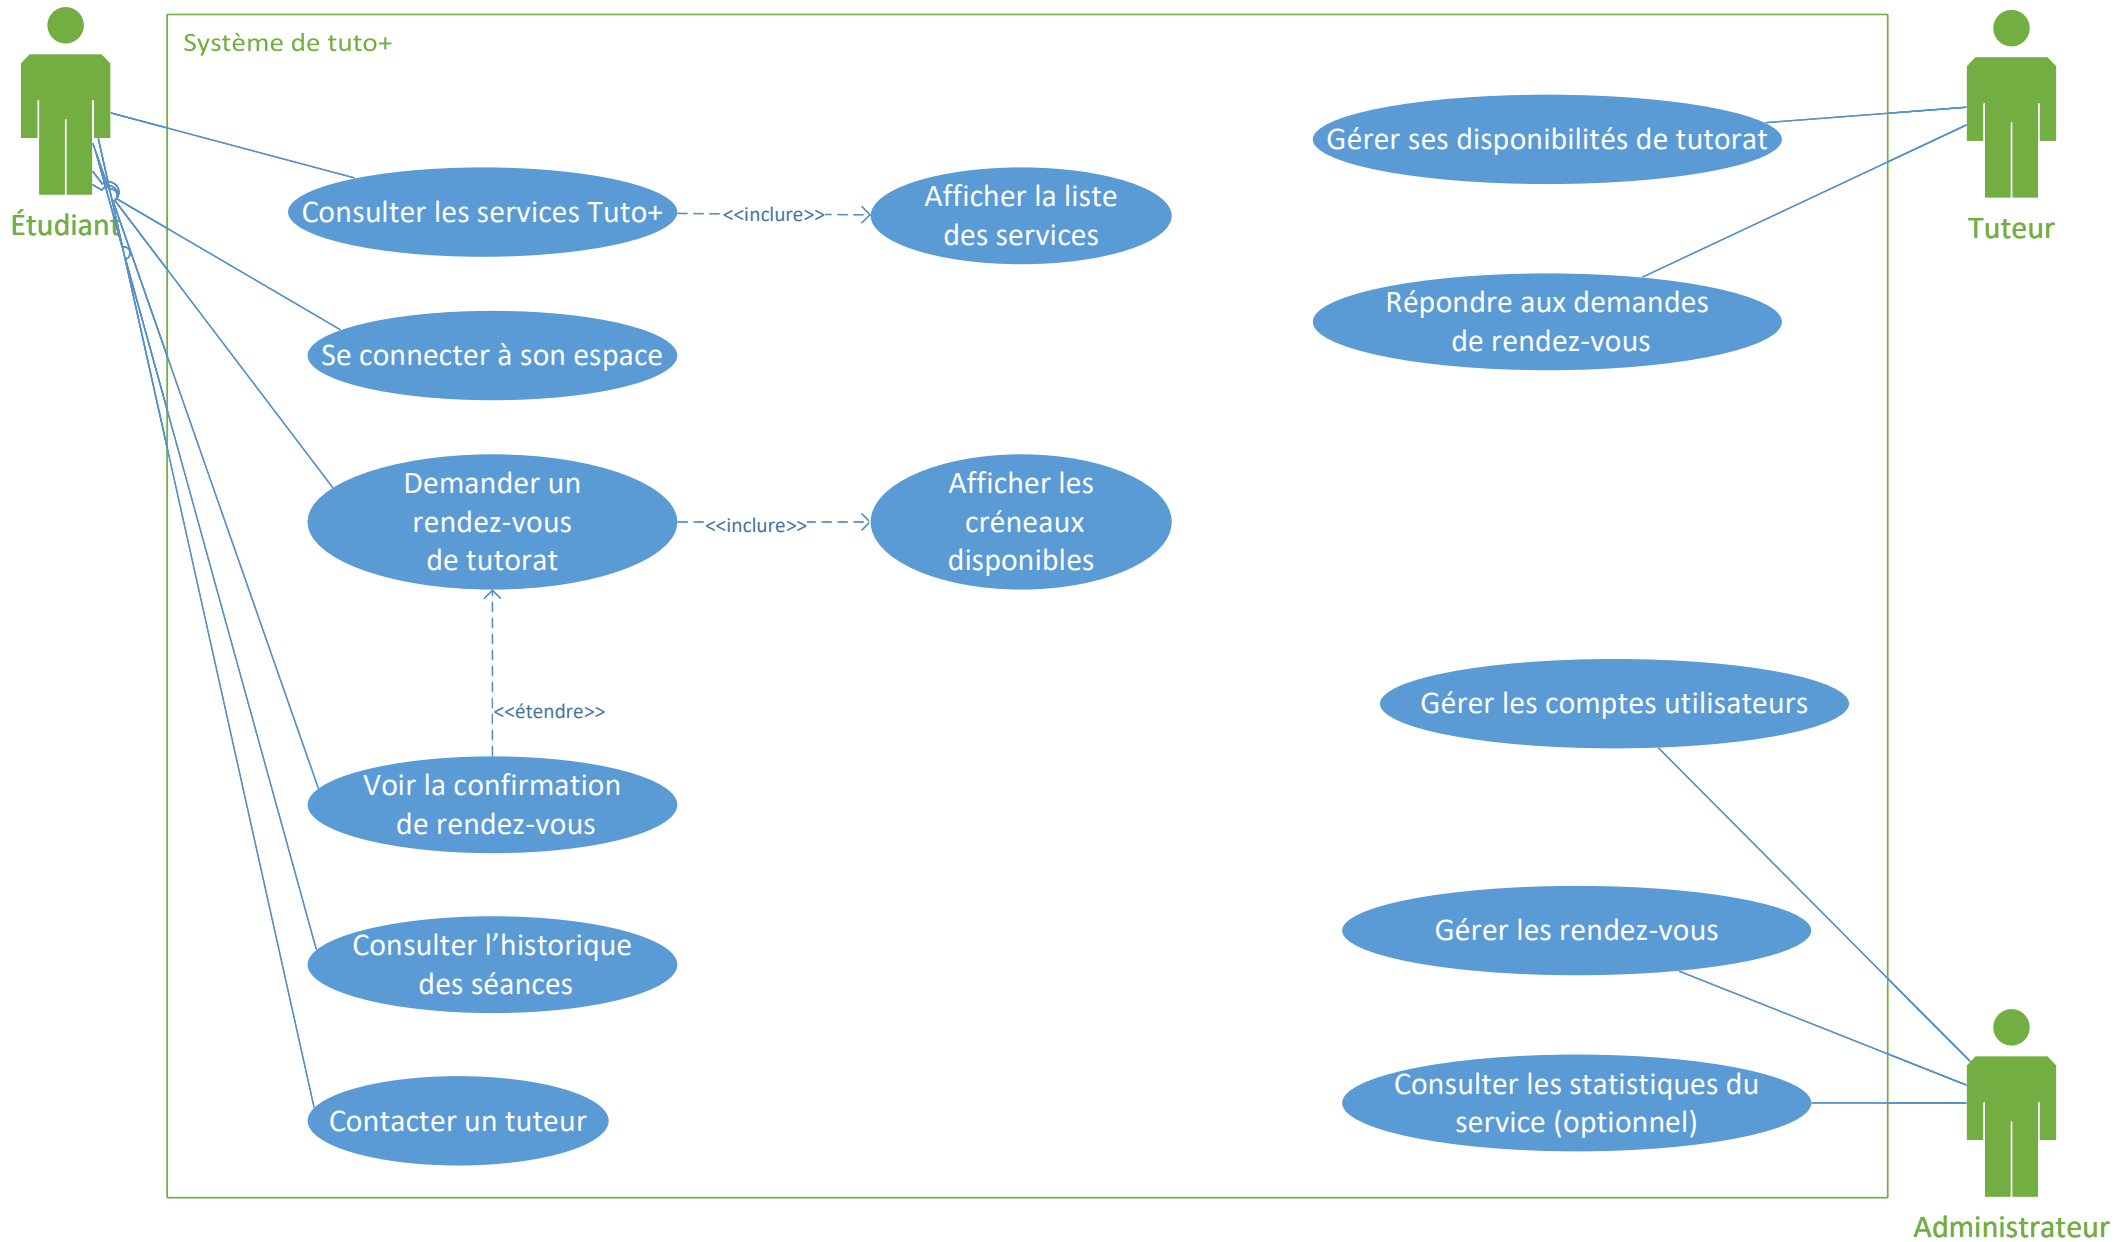 Système de tuto+
Étudiant
Consulter les services Tuto+
<<inclure>>
Afficher la liste
des services
Se connecter à son espace
Demander un
rendez-vous
de tutorat
<<inclure>>
Afficher les
créneaux
disponibles
<<étendre>>
Voir la confirmation
de rendez-vous
Consulter l’historique
des séances
Contacter un tuteur
Gérer ses disponibilités de tutorat
Tuteur
Répondre aux demandes
de rendez-vous
Gérer les comptes utilisateurs
Gérer les rendez-vous
Consulter les statistiques du
service (optionnel)
Administrateur